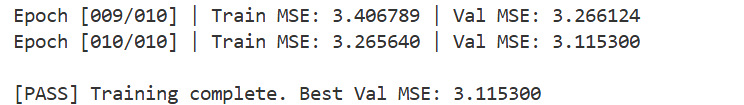 Epoch [009/010] | Train MSE: 3.406789 | Val MSE: 3.266124
Epoch [010/010] | Train MSE: 3.265640 | Val MSE: 3.115300
[PASS] Training complete. Best Val MSE: 3.115300